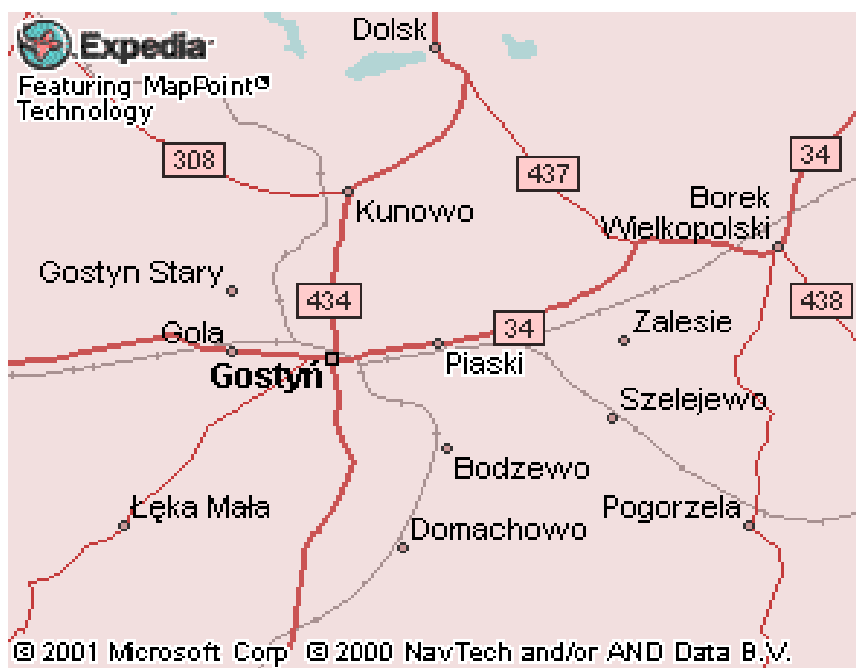 Expedia
Featuring MapPoint®
Technology
Dolsk
308
437
34
Kunowo
Borek
Wielkopolski
Gostyn Stary
434
438
Gola
34
Zalesie
Gostyń
Piaski
Szelejewo
Bodzewo
Łęka Mała
Pogorzela
Domachowo
© 2001 Microsoft Corp © 2000 NavTech and/or AND Data B.V.